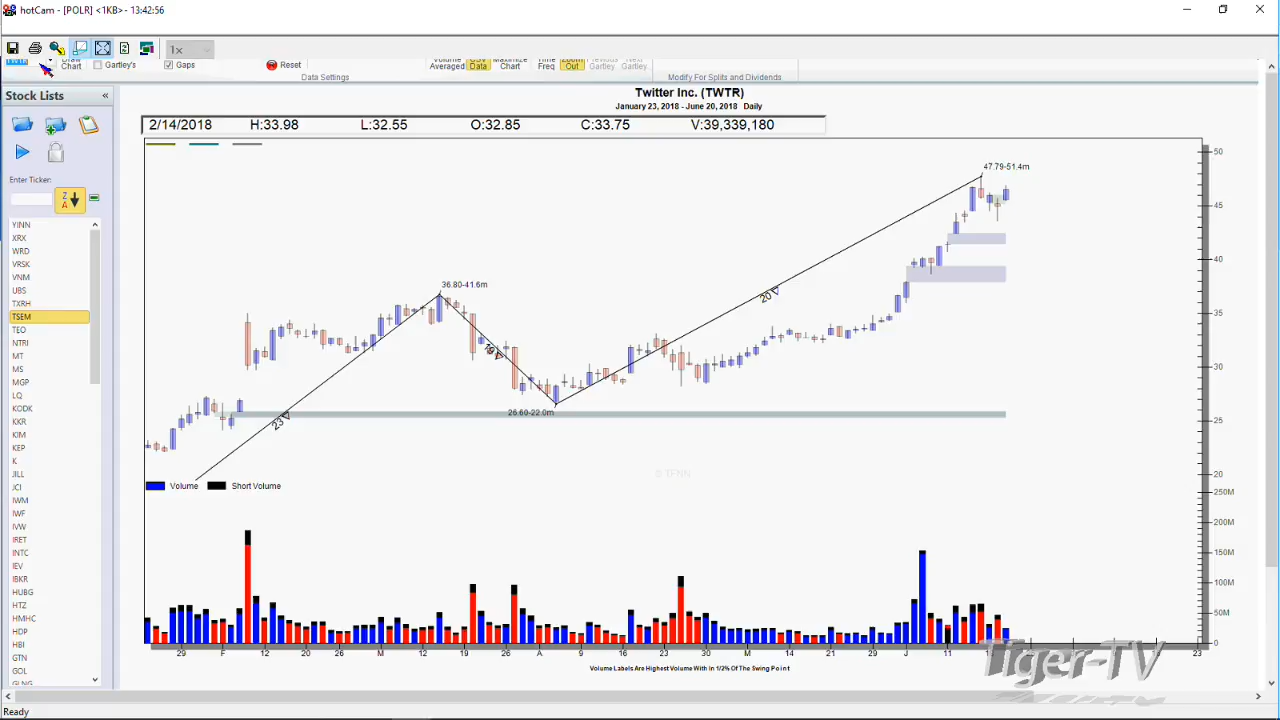 hotCam - [POLR] <1KB> - 13:42:56
1x
Draw
Chart
Gartley's
Gaps
Reset
Data Settings
Volume
Averaged
CSV
Data
Maximize
Chart
Time
Freq
Zoom
Out
Previous
Gartley
Next
Gartley
Modify For Splits and Dividends
Stock Lists «
Enter Ticker:
YINN
XRX
WRD
VRSK
VNM
UBS
TXRH
TSEM
TEO
NTRI
MT
MS
MGP
LQ
KODK
KKR
KIM
KEP
K
JILL
JCI
IWM
IWF
IVW
IRET
INTC
IEV
IBKR
HUBG
HTZ
HMHC
HDP
HBI
GTN
GOL
GLNG
Twitter Inc. (TWTR)
January 23, 2018 - June 20, 2018 Daily
2/14/2018 H:33.98 L:32.55 O:32.85 C:33.75 V:39,339,180
47.79-51.4m
36.80-41.6m
26.60-22.0m
23
20
© TFNN
50
45
40
35
30
25
20
250M
200M
150M
100M
50M
0
Volume Short Volume
29 F 12 20 26 M 12 19 26 A 9 16 23 30 M 14 21 29 J 11 23
Volume Labels Are Highest Volume With In 1/2% Of The Swing Point
Tiger-TV
Ready